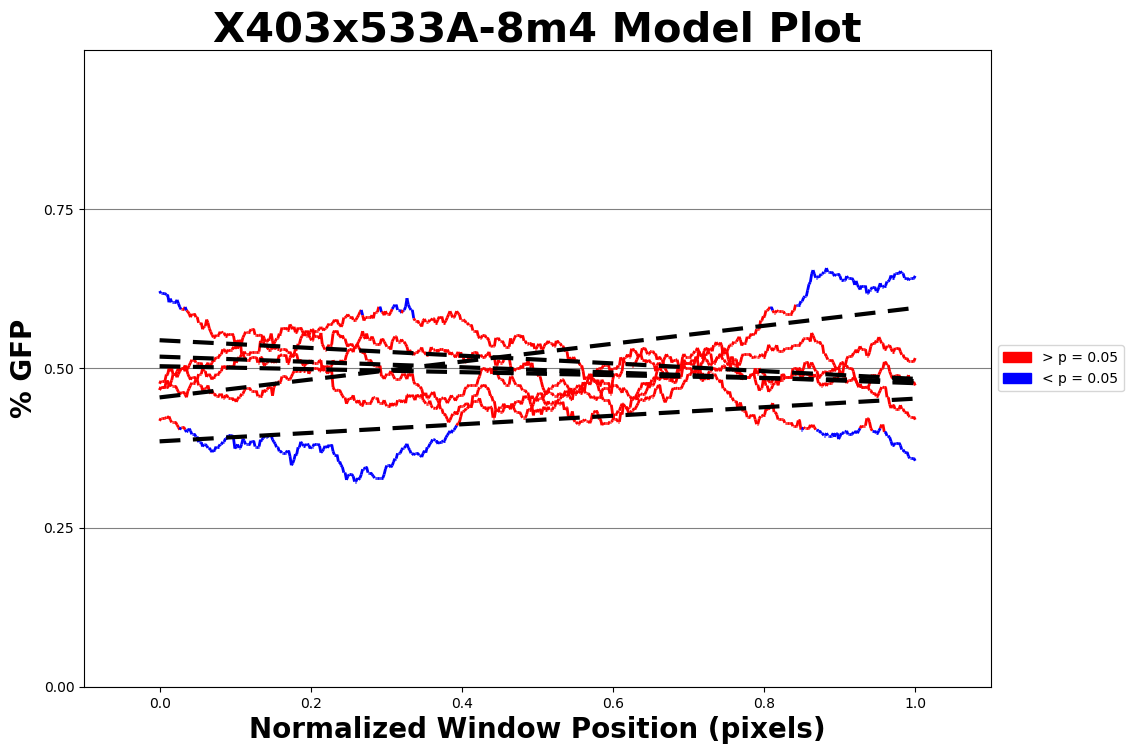 X403x533A-8m4 Model Plot
% GFP
0.75
0.50
0.25
0.00
0.0 0.2 0.4 0.6 0.8 1.0
Normalized Window Position (pixels)
> p = 0.05
< p = 0.05